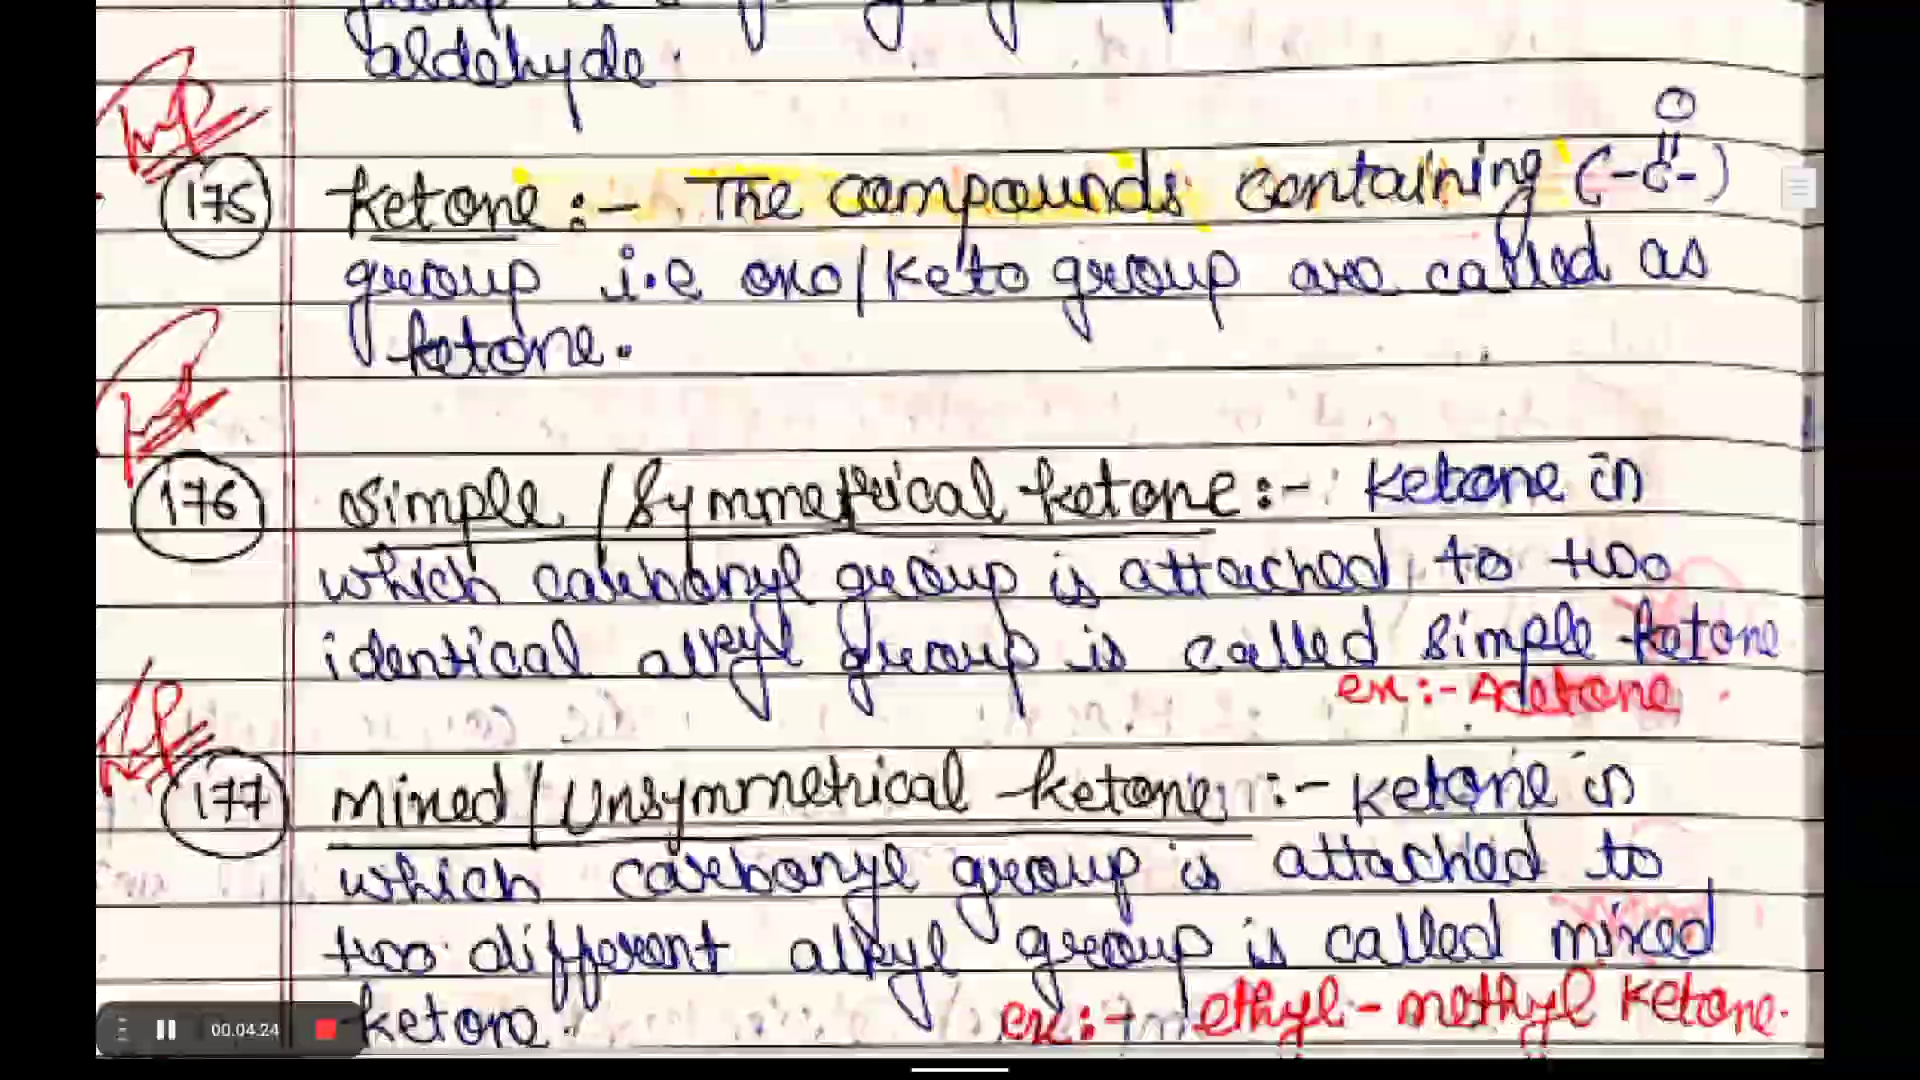 aldehyde.
Imp
O
||
175 Ketone :- The compounds containing (-C-)
group i.e oxo/Keto group are called as
ketone.
Imp
176 Simple / Symmetrical ketone :- Ketone in
which carbonyl group is attached to two
identical alkyl group is called simple ketone
ex:- Acetone
Imp
177 Mixed / Unsymmetrical ketone :- Ketone in
which carbonyl group is attached to
two different alkyl group is called mixed
ketone. ex:- ethyl-methyl Ketone.
00:04:24